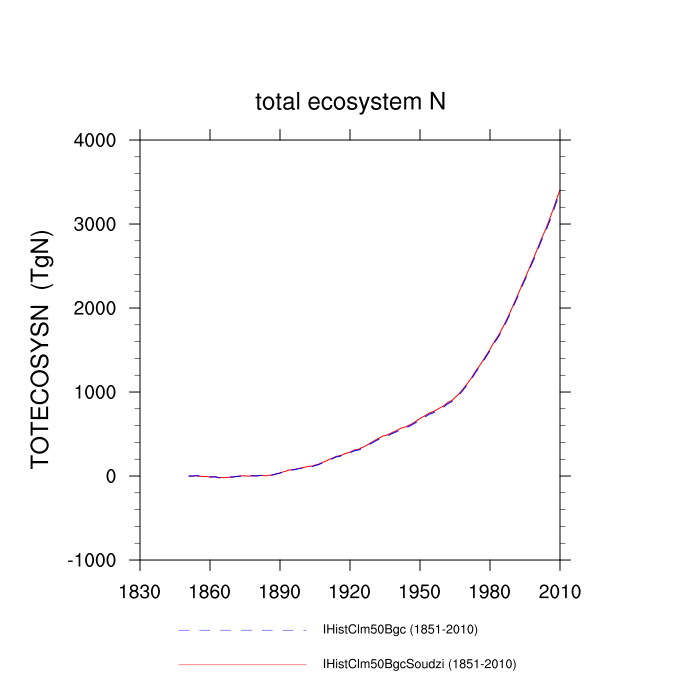 total ecosystem N
TOTECOSYSN (TgN)
4000
3000
2000
1000
0
-1000
1830 1860 1890 1920 1950 1980 2010
IHistClm50Bgc (1851-2010)
IHistClm50BgcSoudzi (1851-2010)